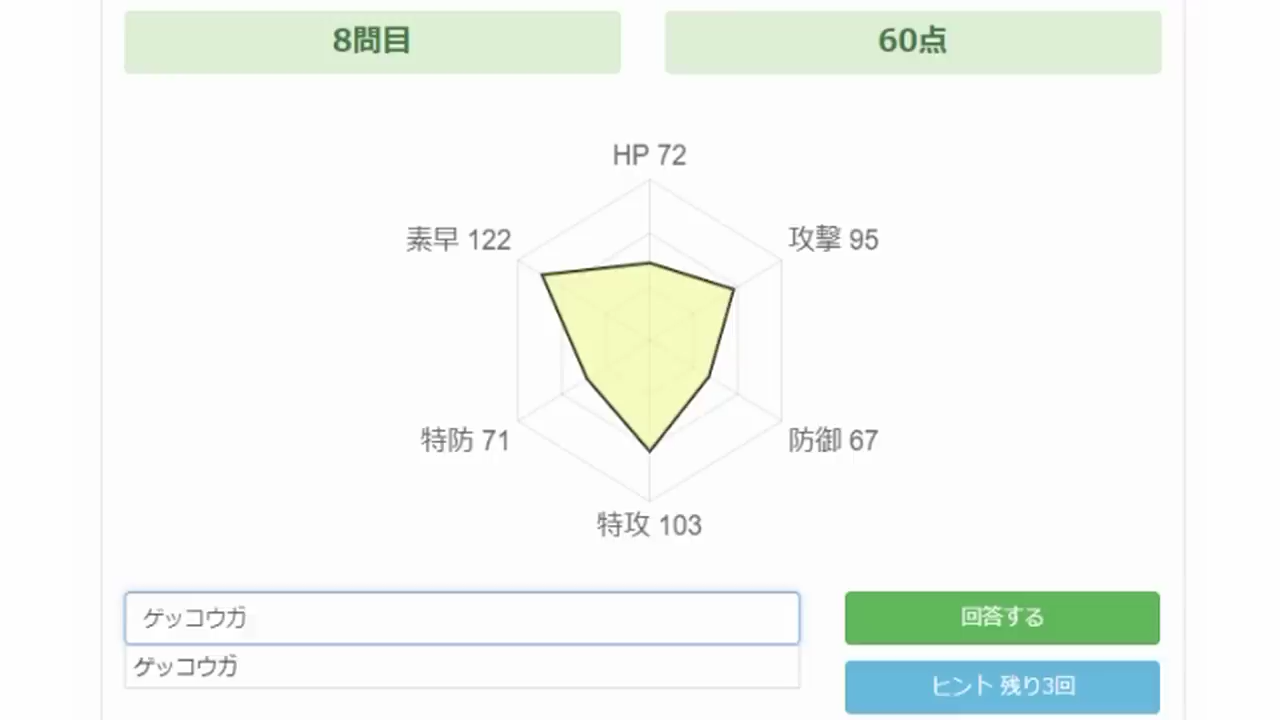 8問目
60点
HP 72
素早 122
攻撃 95
特防 71
防御 67
特攻 103
ゲッコウガ
回答する
ゲッコウガ
ヒント 残り3回